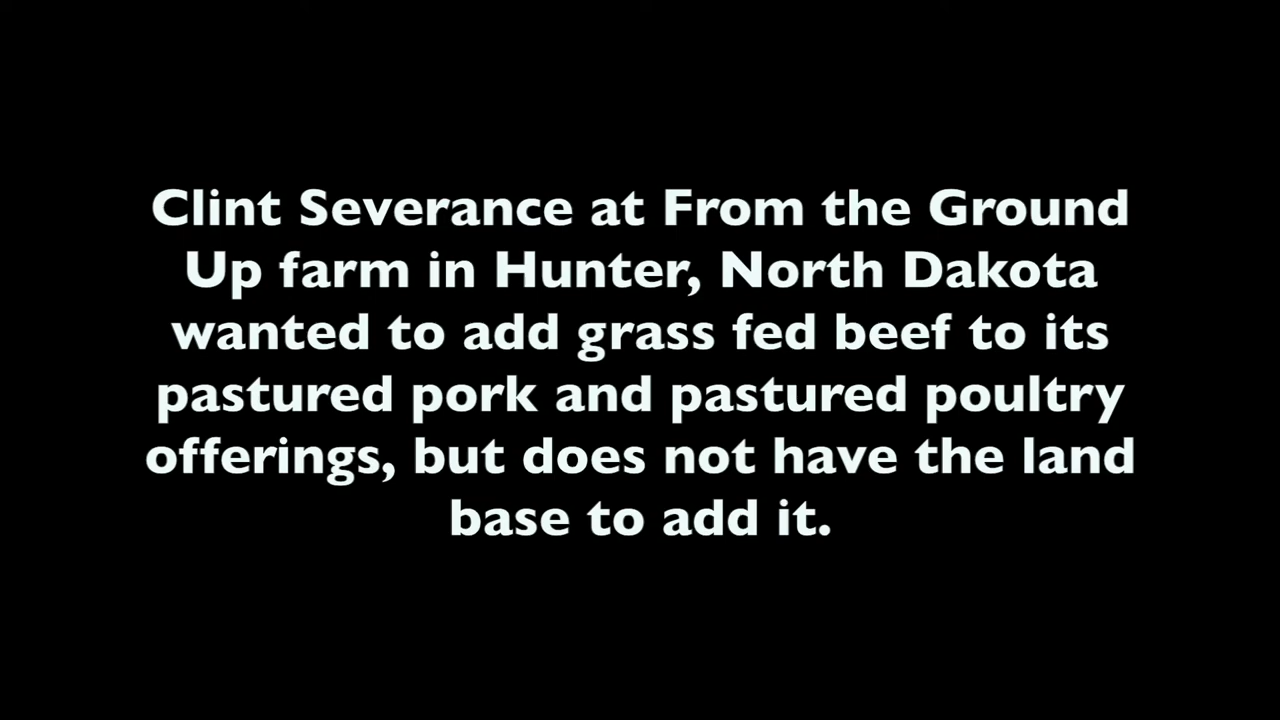 Clint Severance at From the Ground
Up farm in Hunter, North Dakota
wanted to add grass fed beef to its
pastured pork and pastured poultry
offerings, but does not have the land
base to add it.